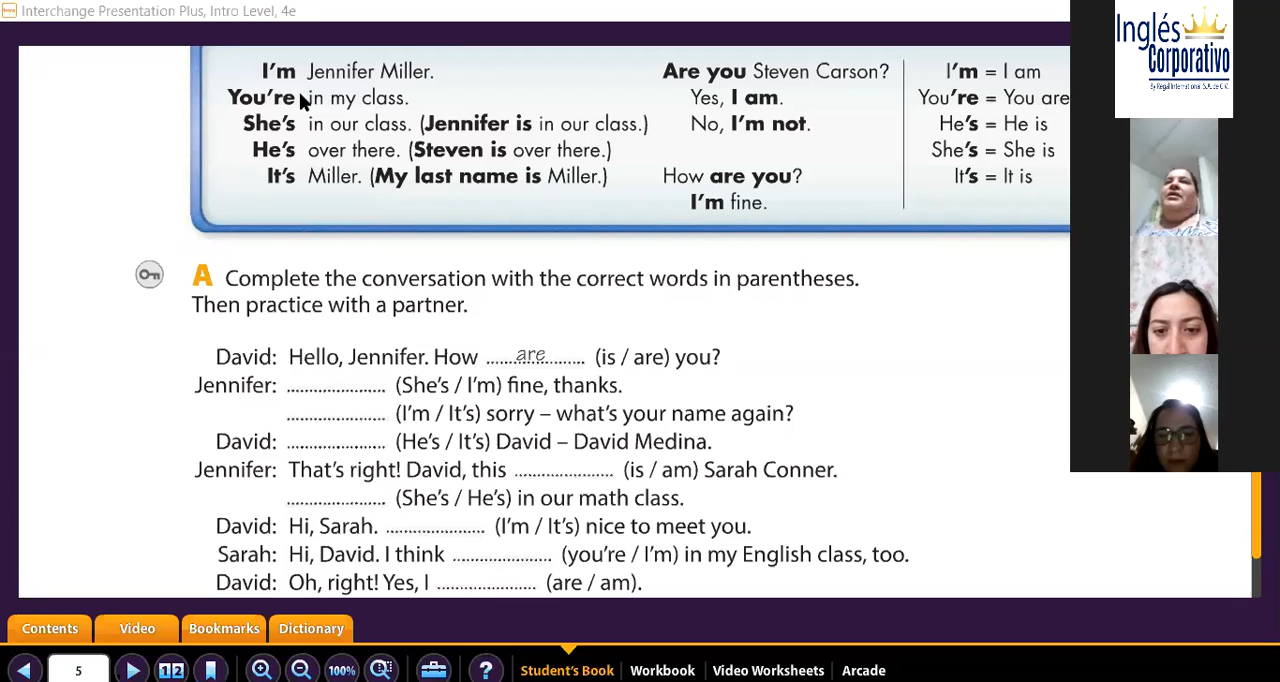 Interchange Presentation Plus, Intro Level, 4e
Inglés
Corporativo
By Regal International, S.A. de C.V.
I'm Jennifer Miller.
You're in my class.
She's in our class. (Jennifer is in our class.)
He's over there. (Steven is over there.)
It's Miller. (My last name is Miller.)
Are you Steven Carson?
Yes, I am.
No, I'm not.
How are you?
I'm fine.
I'm = I am
You're = You are
He's = He is
She's = She is
It's = It is
A Complete the conversation with the correct words in parentheses.
Then practice with a partner.
David: Hello, Jennifer. How ......are...... (is / are) you?
Jennifer: .................... (She's / I'm) fine, thanks.
.................... (I'm / It's) sorry – what's your name again?
David: .................... (He's / It's) David – David Medina.
Jennifer: That's right! David, this .................... (is / am) Sarah Conner.
.................... (She's / He's) in our math class.
David: Hi, Sarah. .................... (I'm / It's) nice to meet you.
Sarah: Hi, David. I think .................... (you're / I'm) in my English class, too.
David: Oh, right! Yes, I .................... (are / am).
Contents Video Bookmarks Dictionary
5 12 100% ? Student's Book Workbook Video Worksheets Arcade